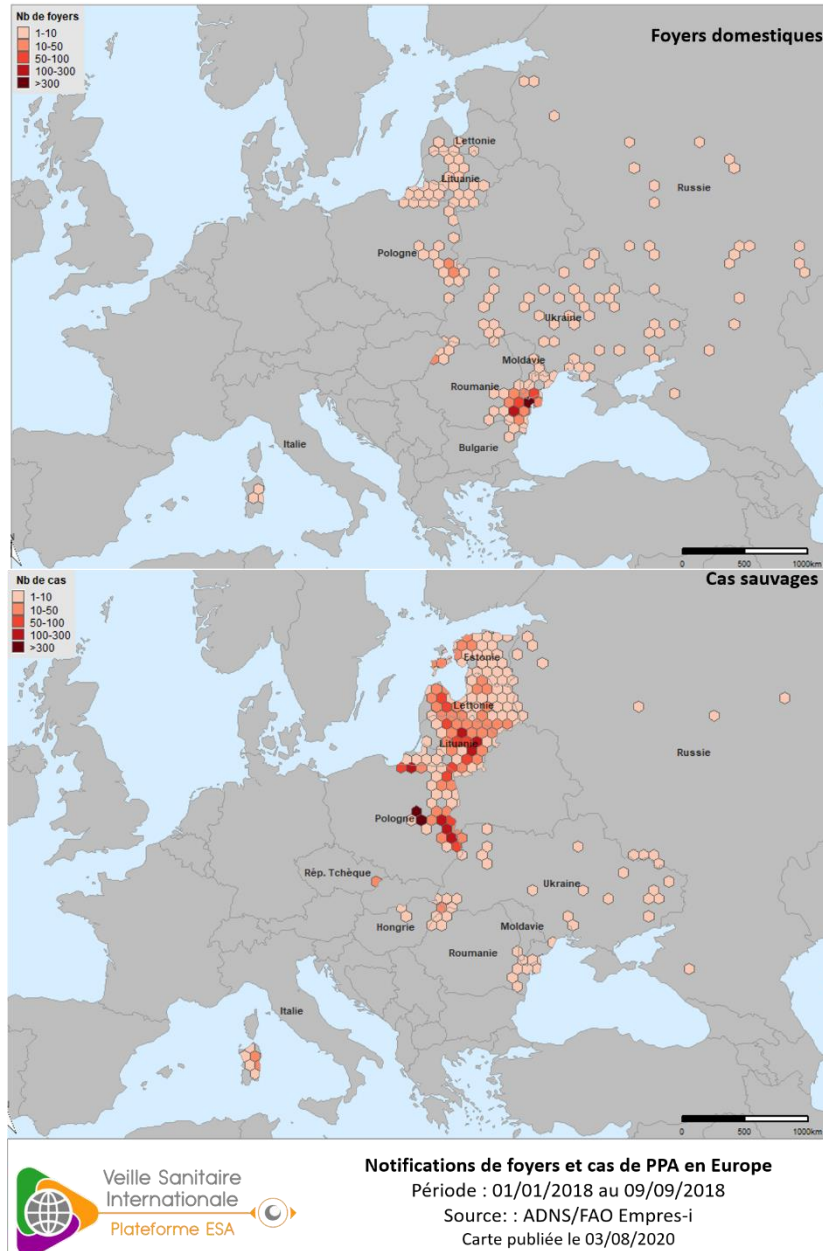 Nb de foyers
1-10
10-50
50-100
100-300
>300
Foyers domestiques
Lettonie
Lituanie
Russie
Pologne
Ukraine
Moldavie
Roumanie
Bulgarie
Italie
0 500 1000km
Nb de cas
1-10
10-50
50-100
100-300
>300
Cas sauvages
Estonie
Lettonie
Lituanie
Russie
Pologne
Rèp. Tchèque
Ukraine
Hongrie
Moldavie
Roumanie
Italie
0 500 1000km
Veille Sanitaire
Internationale
Plateforme ESA
Notifications de foyers et cas de PPA en Europe
Période : 01/01/2018 au 09/09/2018
Source: : ADNS/FAO Empres-i
Carte publiée le 03/08/2020